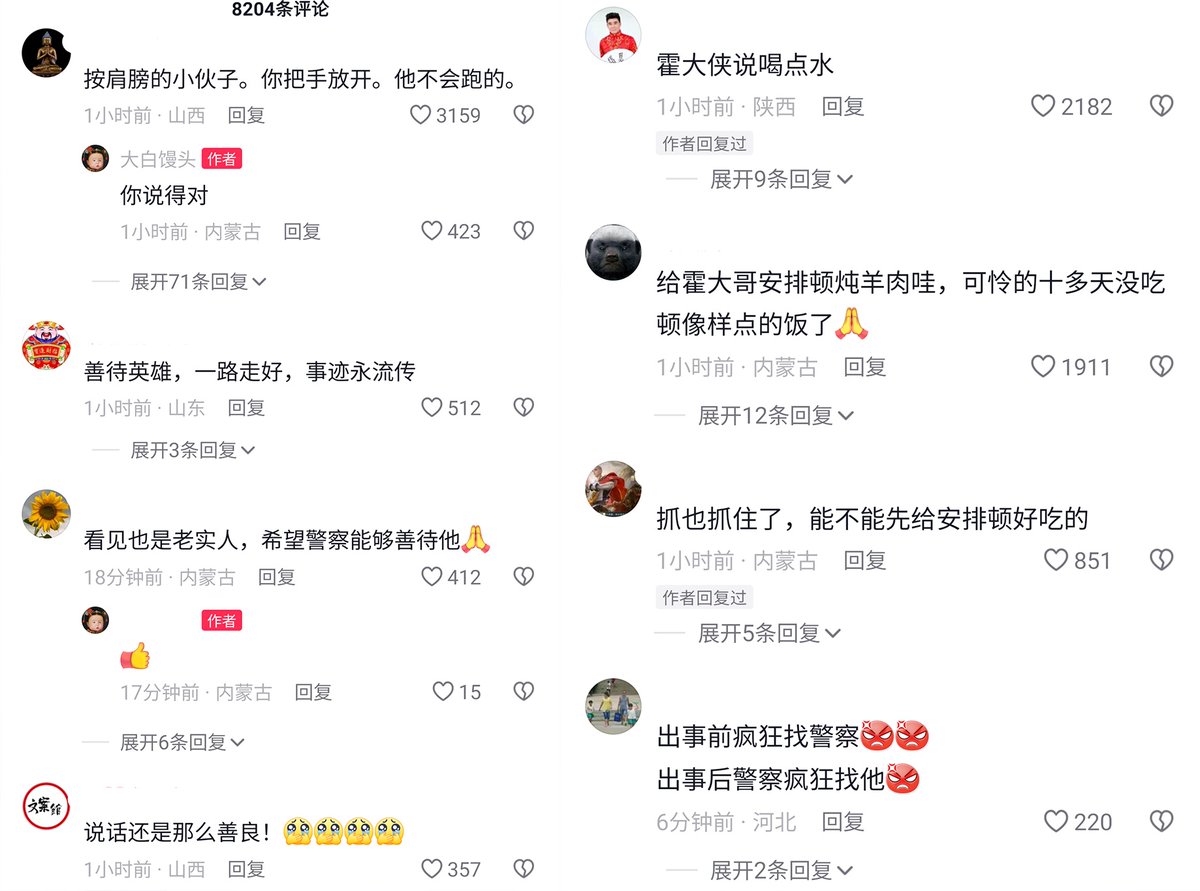 8204条评论
按肩膀的小伙子。你把手放开。他不会跑的。
1小时前 · 山西 回复 3159
大白馒头 作者
你说得对
1小时前 · 内蒙古 回复 423
展开71条回复
善待英雄，一路走好，事迹永流传
1小时前 · 山东 回复 512
展开3条回复
看见也是老实人，希望警察能够善待他🙏
18分钟前 · 内蒙古 回复 412
作者
👍
17分钟前 · 内蒙古 回复 15
展开6条回复
文案馆
说话还是那么善良！🥹🥹🥹🥹
1小时前 · 山西 回复 357
霍大侠说喝点水
1小时前 · 陕西 回复 2182
作者回复过
展开9条回复
给霍大哥安排顿炖羊肉哇，可怜的十多天没吃
顿像样点的饭了🙏
1小时前 · 内蒙古 回复 1911
展开12条回复
抓也抓住了，能不能先给安排顿好吃的
1小时前 · 内蒙古 回复 851
作者回复过
展开5条回复
出事前疯狂找警察😡😡
出事后警察疯狂找他😡
6分钟前 · 河北 回复 220
展开2条回复